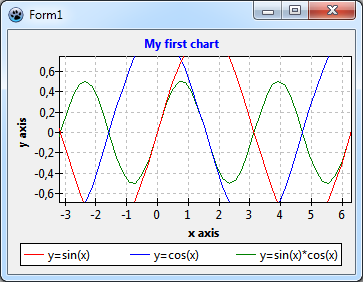 Form1
My first chart
y axis
0,6
0,4
0,2
0
-0,2
-0,4
-0,6
-3 -2 -1 0 1 2 3 4 5 6
x axis
y=sin(x) y=cos(x) y=sin(x)*cos(x)